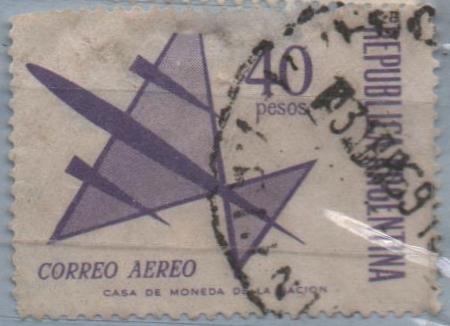 40
pesos
REPUBLICA ARGENTINA
CORREO AEREO
CASA DE MONEDA DE LA NACION